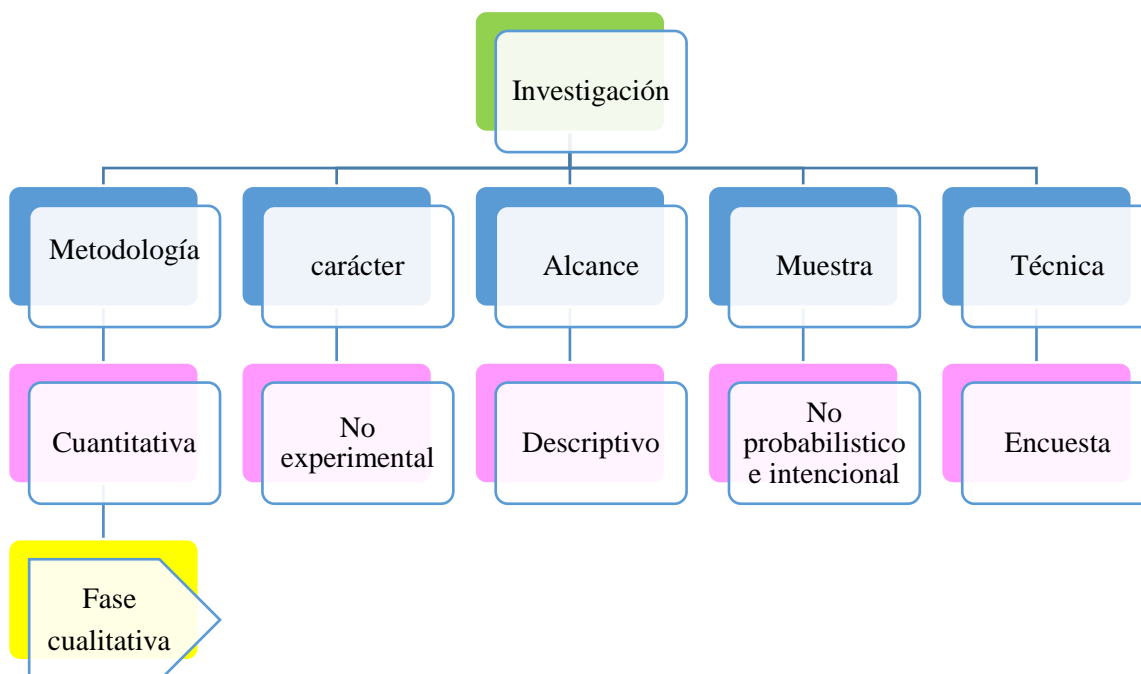 Investigación
Metodología
carácter
Alcance
Muestra
Técnica
Cuantitativa
No
experimental
Descriptivo
No
probabilistico
e intencional
Encuesta
Fase
cualitativa